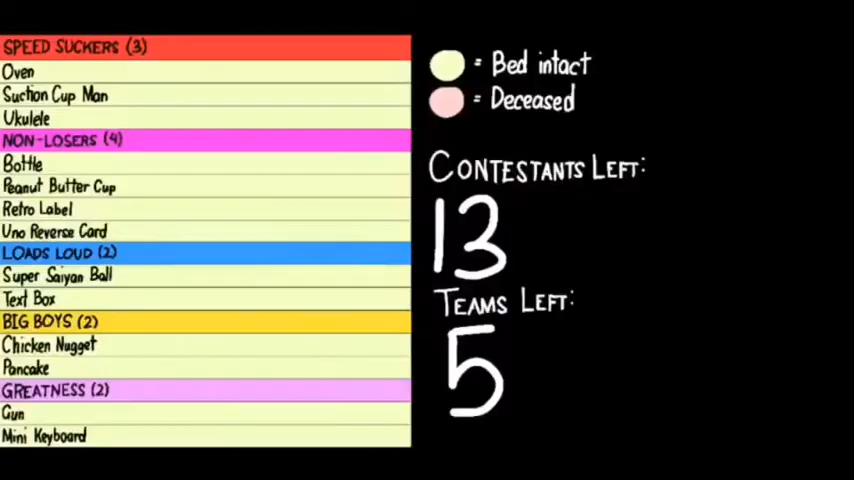 SPEED SUCKERS (3)
Oven
Suction Cup Man
Ukulele
NON-LOSERS (4)
Bottle
Peanut Butter Cup
Retro Label
Uno Reverse Card
LOADS LOUD (2)
Super Saiyan Ball
Text Box
BIG BOYS (2)
Chicken Nugget
Pancake
GREATNESS (2)
Gun
Mini Keyboard
= Bed intact
= Deceased
CONTESTANTS LEFT:
13
TEAMS LEFT:
5